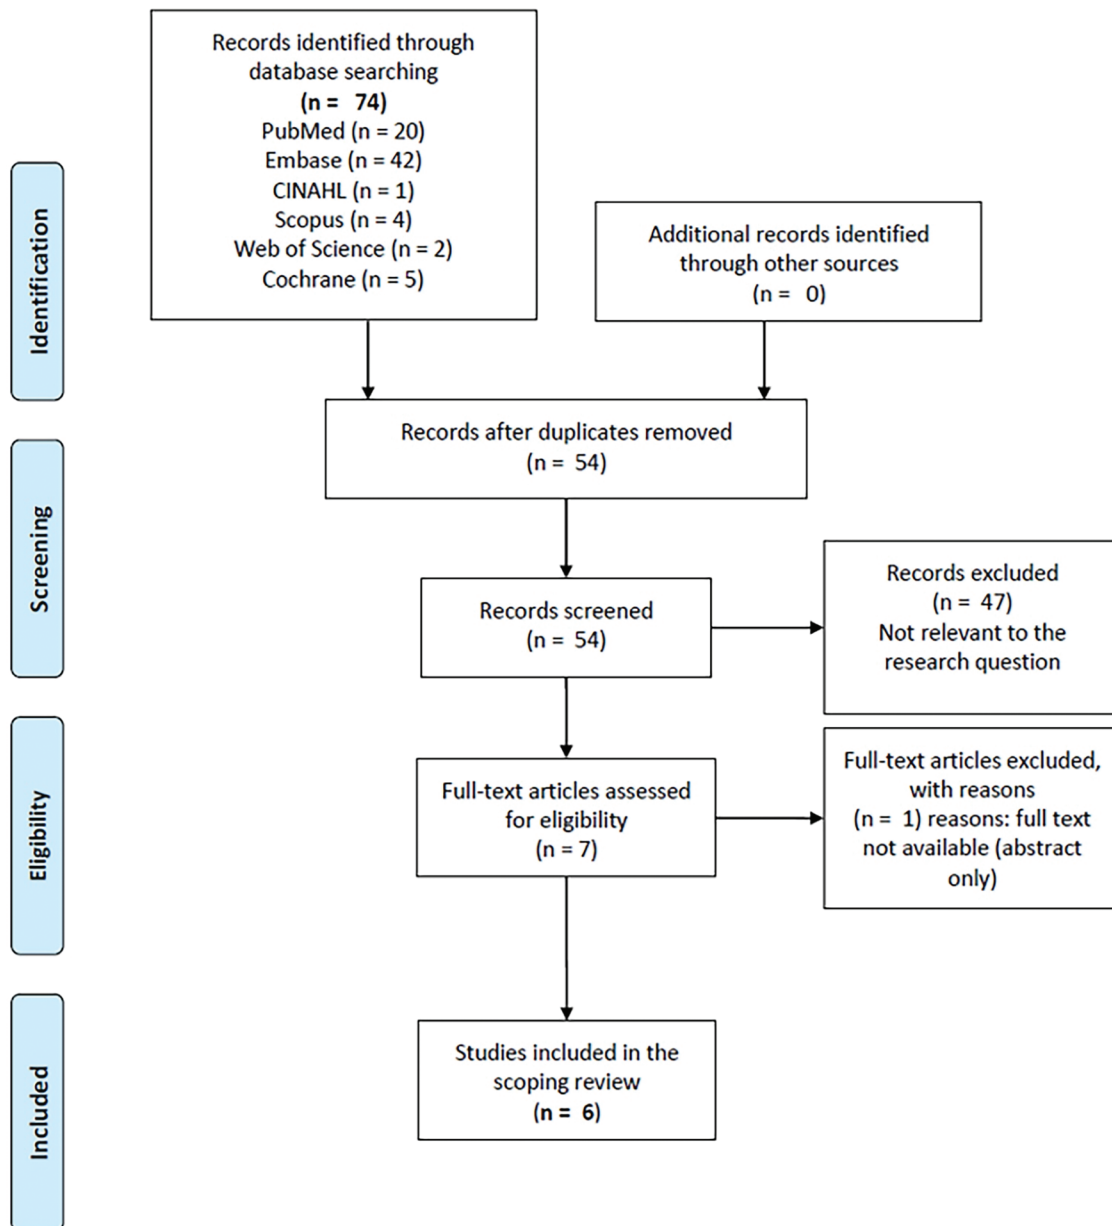 Records identified through
database searching
(n = 74)
PubMed (n = 20)
Embase (n = 42)
CINAHL (n = 1)
Scopus (n = 4)
Web of Science (n = 2)
Cochrane (n = 5)
Additional records identified
through other sources
(n = 0)
Identification
Records after duplicates removed
(n = 54)
Screening
Records screened
(n = 54)
Records excluded
(n = 47)
Not relevant to the
research question
Eligibility
Full-text articles assessed
for eligibility
(n = 7)
Full-text articles excluded,
with reasons
(n = 1) reasons: full text
not available (abstract
only)
Included
Studies included in the
scoping review
(n = 6)